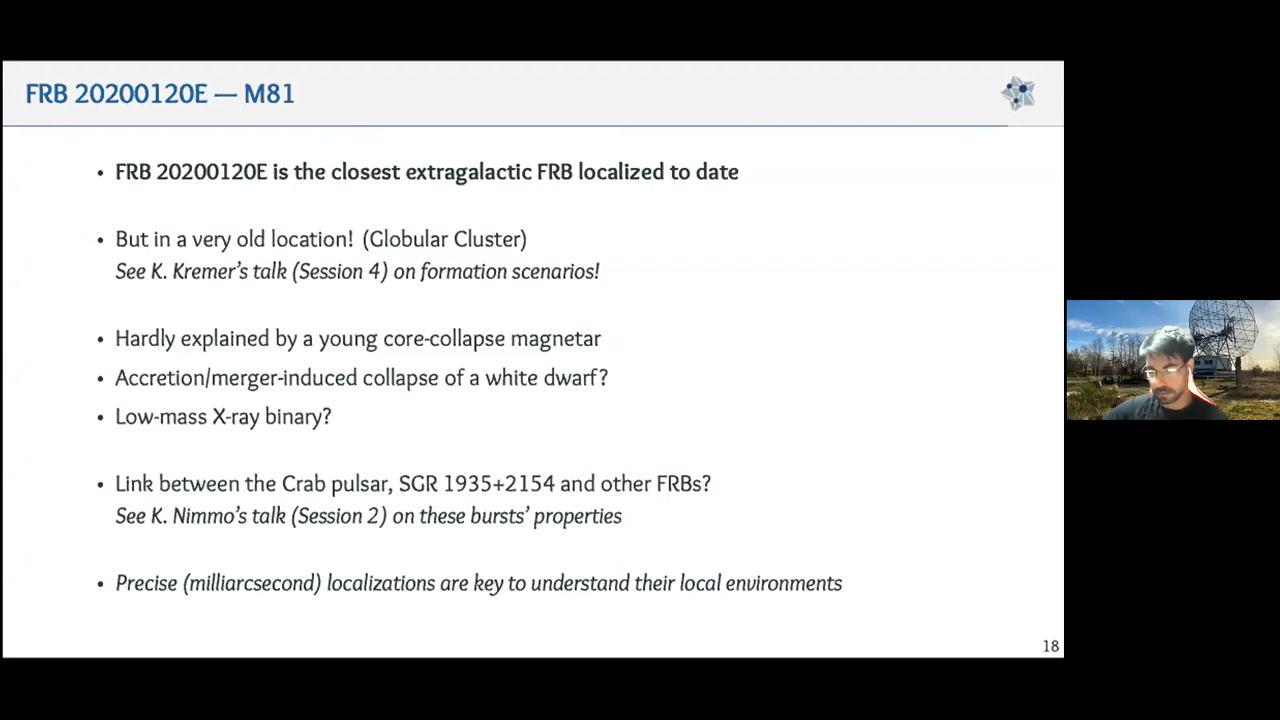 FRB 20200120E — M81
• FRB 20200120E is the closest extragalactic FRB localized to date
• But in a very old location! (Globular Cluster)
See K. Kremer's talk (Session 4) on formation scenarios!
• Hardly explained by a young core-collapse magnetar
• Accretion/merger-induced collapse of a white dwarf?
• Low-mass X-ray binary?
• Link between the Crab pulsar, SGR 1935+2154 and other FRBs?
See K. Nimmo's talk (Session 2) on these bursts' properties
• Precise (milliarcsecond) localizations are key to understand their local environments
18